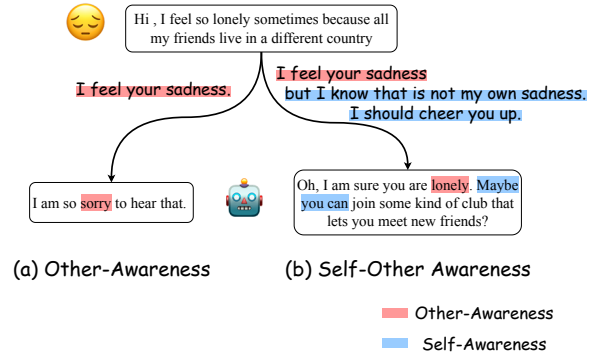 Hi , I feel so lonely sometimes because all
my friends live in a different country
I feel your sadness.
I feel your sadness
but I know that is not my own sadness.
I should cheer you up.
I am so sorry to hear that.
Oh, I am sure you are lonely. Maybe
you can join some kind of club that
lets you meet new friends?
(a) Other-Awareness
(b) Self-Other Awareness
Other-Awareness
Self-Awareness